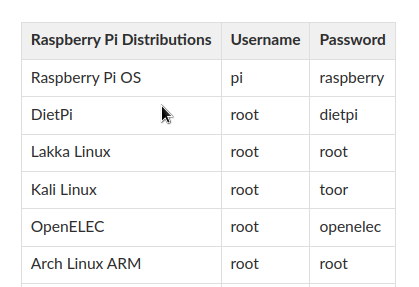 Raspberry Pi Distributions Username Password
Raspberry Pi OS pi raspberry
DietPi root dietpi
Lakka Linux root root
Kali Linux root toor
OpenELEC root openelec
Arch Linux ARM root root